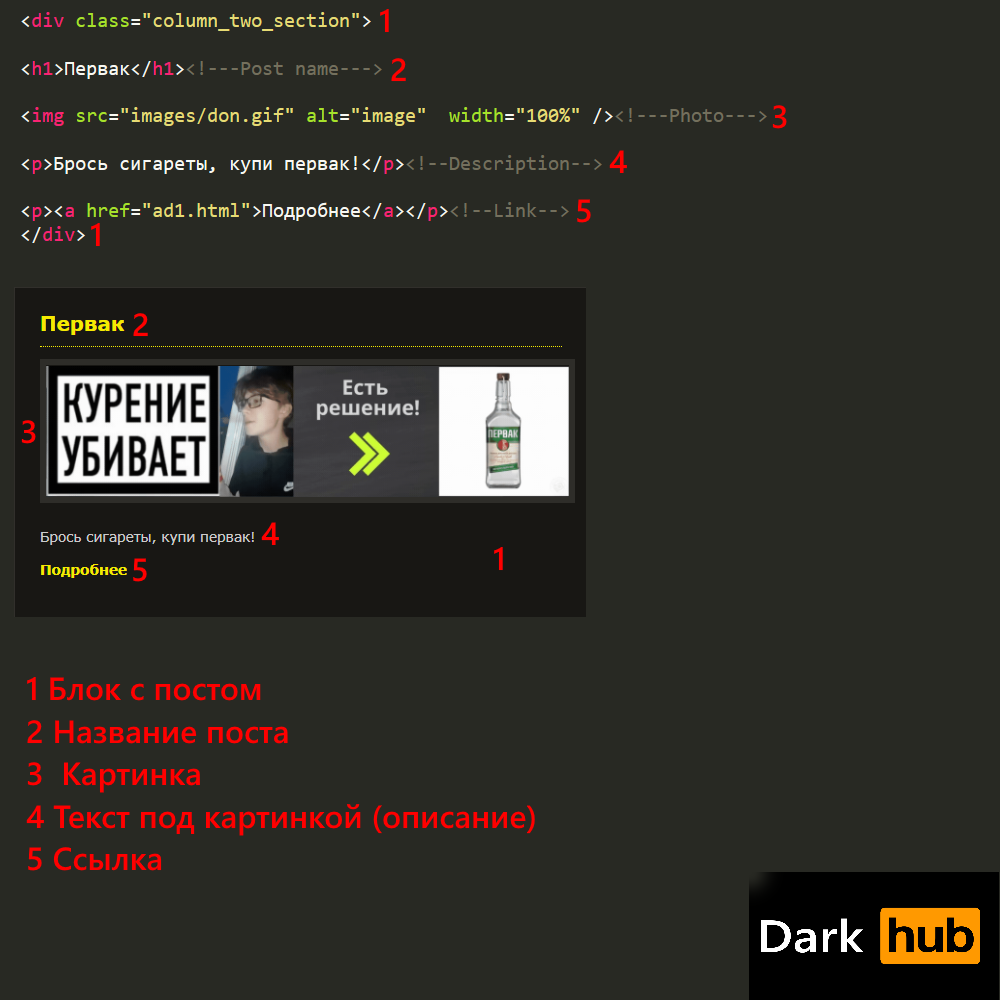 <div class="column_two_section"> 1
<h1>Первак</h1><!---Post name---> 2
<img src="images/don.gif" alt="image"  width="100%" /><!---Photo---> 3
<p>Брось сигареты, купи первак!</p><!--Description--> 4
<p><a href="ad1.html">Подробнее</a></p><!--Link--> 5
</div> 1
Первак 2
3
КУРЕНИЕ
УБИВАЕТ
Есть
решение!
ПЕРВАК
Брось сигареты, купи первак! 4
1
Подробнее 5
1 Блок с постом
2 Название поста
3  Картинка
4 Текст под картинкой (описание)
5 Ссылка
Dark hub